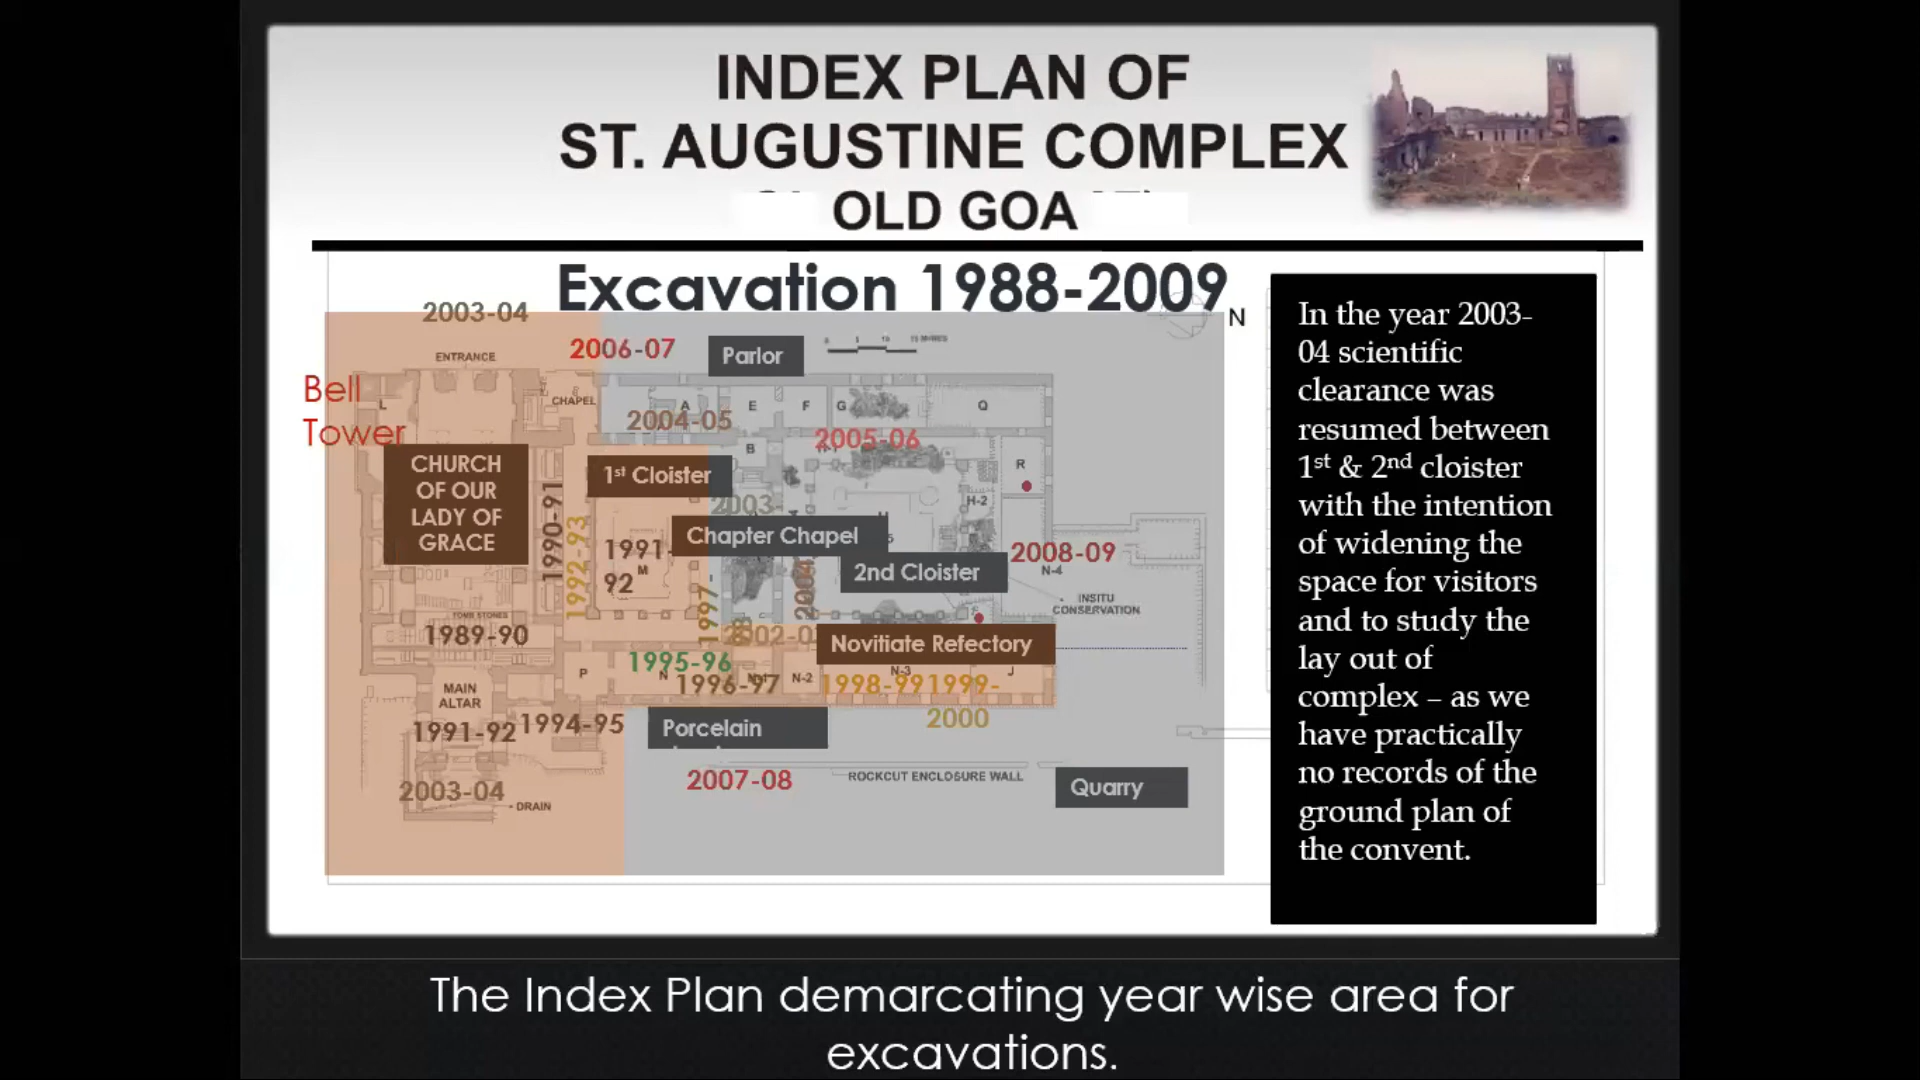 INDEX PLAN OF
ST. AUGUSTINE COMPLEX
OLD GOA
Excavation 1988-2009
N
2003-04
2006-07
Parlor
ENTRANCE
Bell
Tower
L
CHAPEL
A
E
F
G
Q
2004-05
2005-06
B
CHURCH
OF OUR
LADY OF
GRACE
1st Cloister
R
2003-
H-2
1990-91
1992-93
1991-
92
M
Chapter Chapel
2nd Cloister
2008-09
N-4
INSITU
CONSERVATION
1997
TOMB STONES
1989-90
Novitiate Refectory
1995-96
P
N
1996-97
N-2
N-3
J
1998-99
1999-
2000
MAIN
ALTAR
1991-92
1994-95
Porcelain
2007-08
ROCKCUT ENCLOSURE WALL
Quarry
2003-04
DRAIN
In the year 2003-
04 scientific
clearance was
resumed between
1st & 2nd cloister
with the intention
of widening the
space for visitors
and to study the
lay out of
complex – as we
have practically
no records of the
ground plan of
the convent.
The Index Plan demarcating year wise area for
excavations.